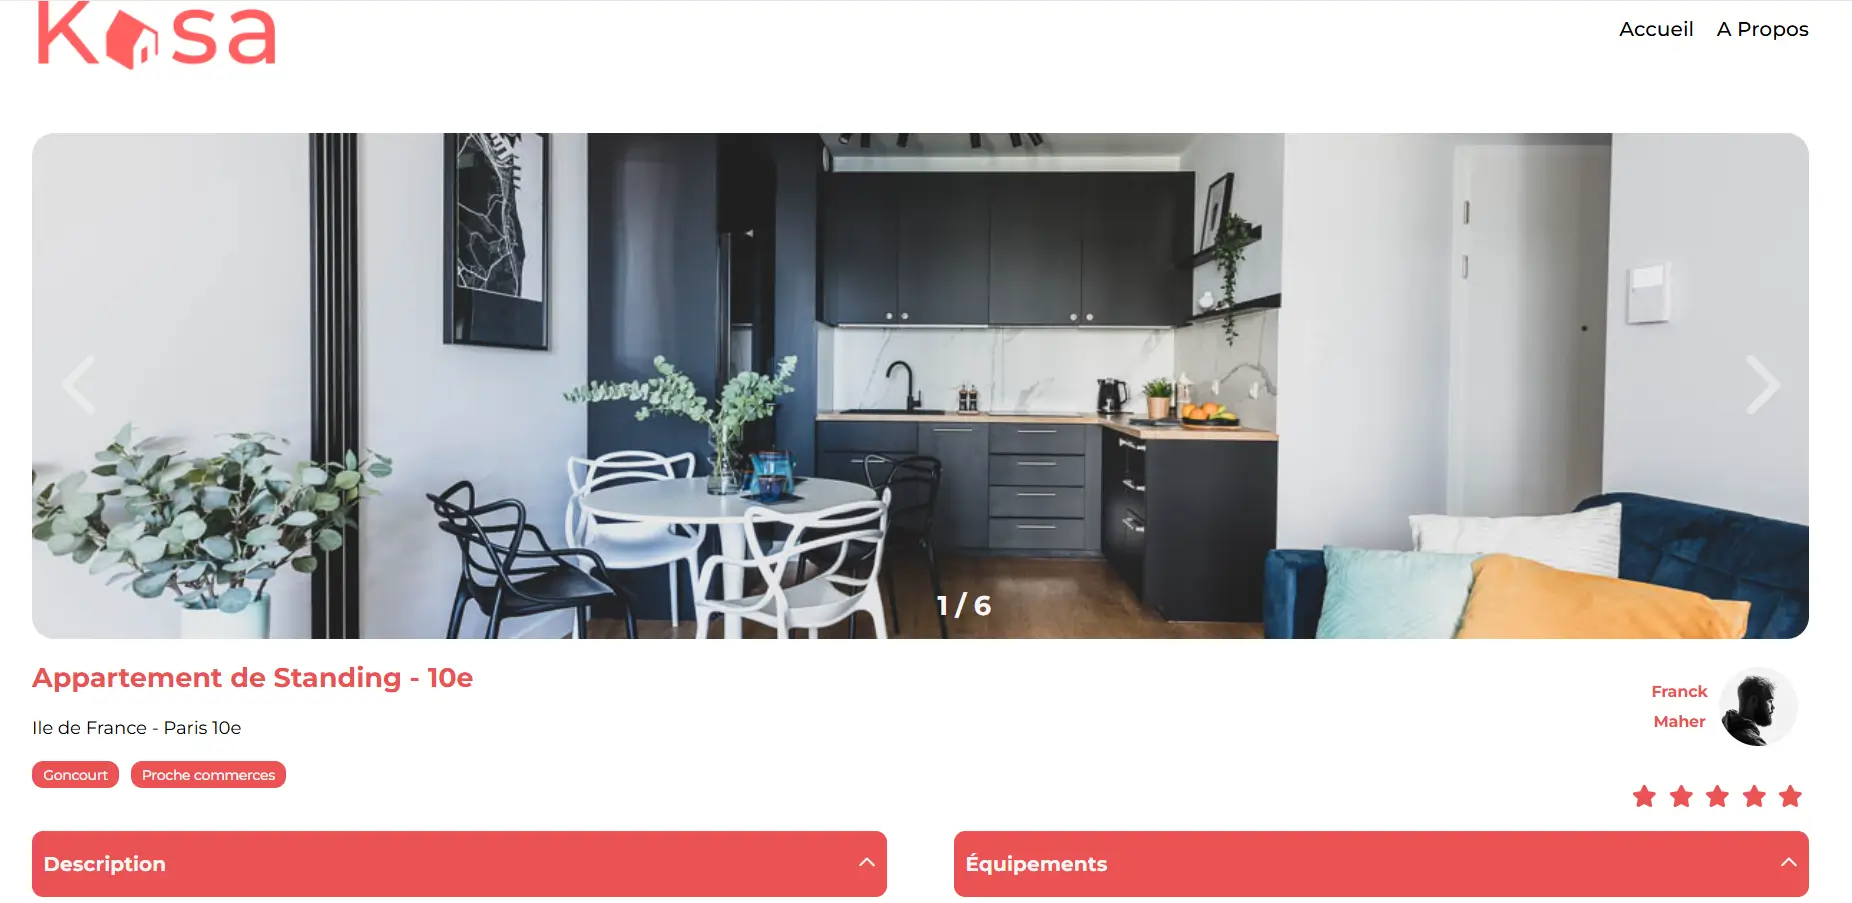 Kasa
Accueil A Propos
1 / 6
Appartement de Standing - 10e
Ile de France - Paris 10e
Goncourt Proche commerces
Franck
Maher
Description
Équipements